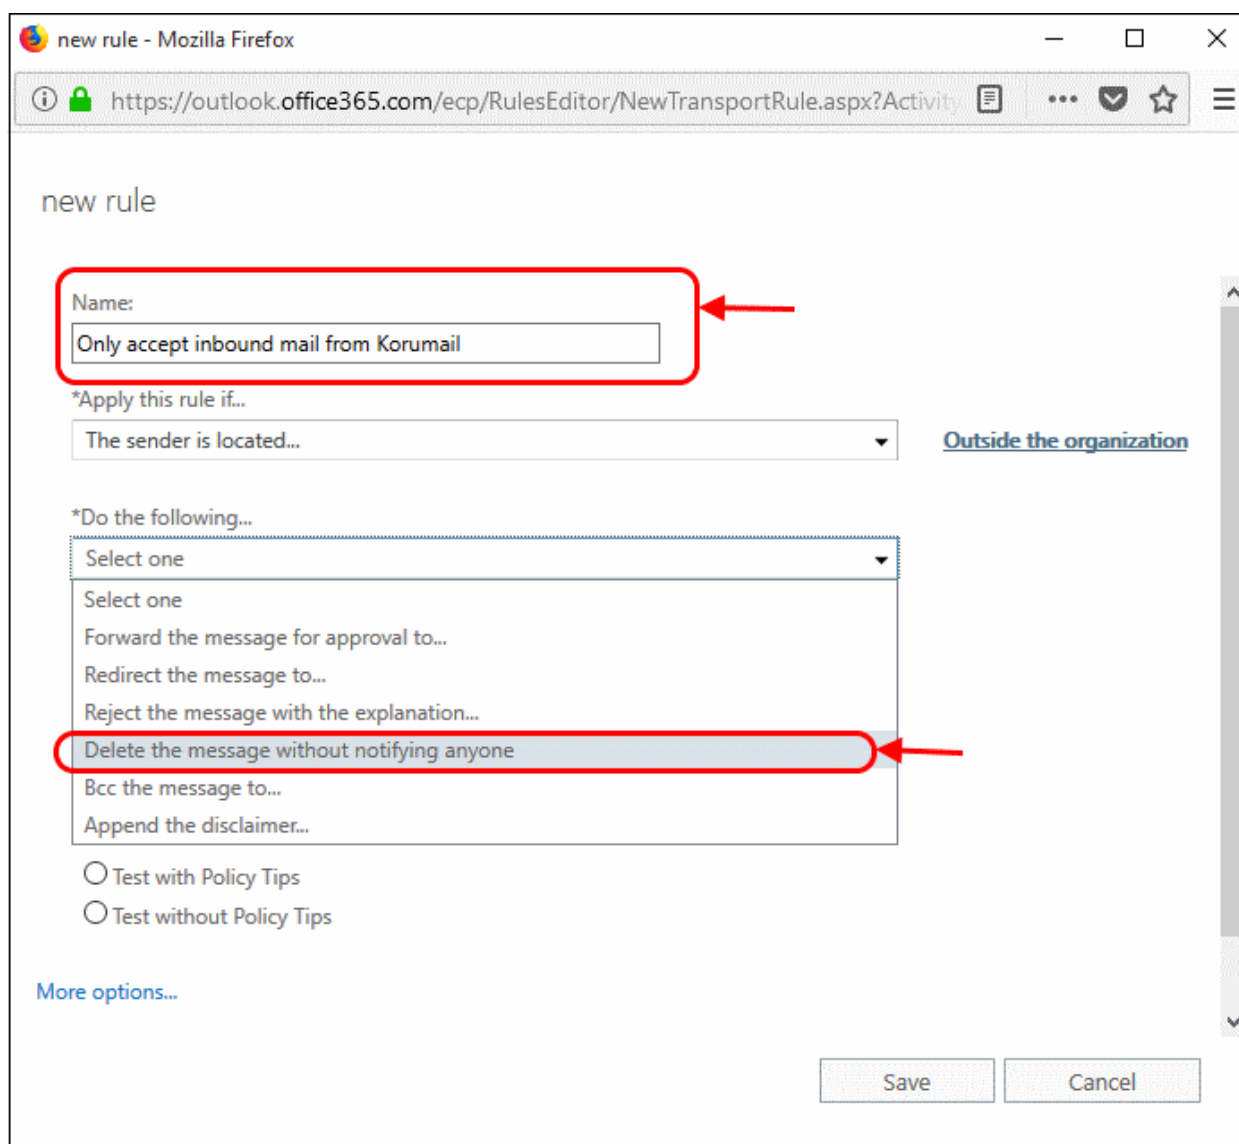 new rule - Mozilla Firefox
https://outlook.office365.com/ecp/RulesEditor/NewTransportRule.aspx?Activity
new rule
Name:
Only accept inbound mail from Korumail
*Apply this rule if...
The sender is located...
Outside the organization
*Do the following...
Select one
Select one
Forward the message for approval to...
Redirect the message to...
Reject the message with the explanation...
Delete the message without notifying anyone
Bcc the message to...
Append the disclaimer...
Test with Policy Tips
Test without Policy Tips
More options...
Save Cancel